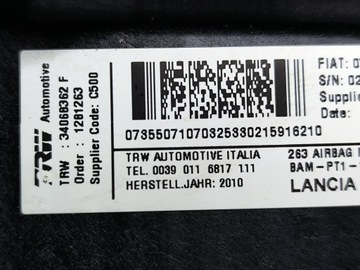 TRW Automotive
TRW : 34068362 F
Order : 1281263
Supplier Code: C500
07355071070325330215916210
TRW AUTOMOTIVE ITALIA
TEL. 0039 011 6817 111
HERSTELL.JAHR: 2010
FIAT: 0
S/N: 02
Supplie
Date:
263 AIRBAG
BAM-PT1-
LANCIA